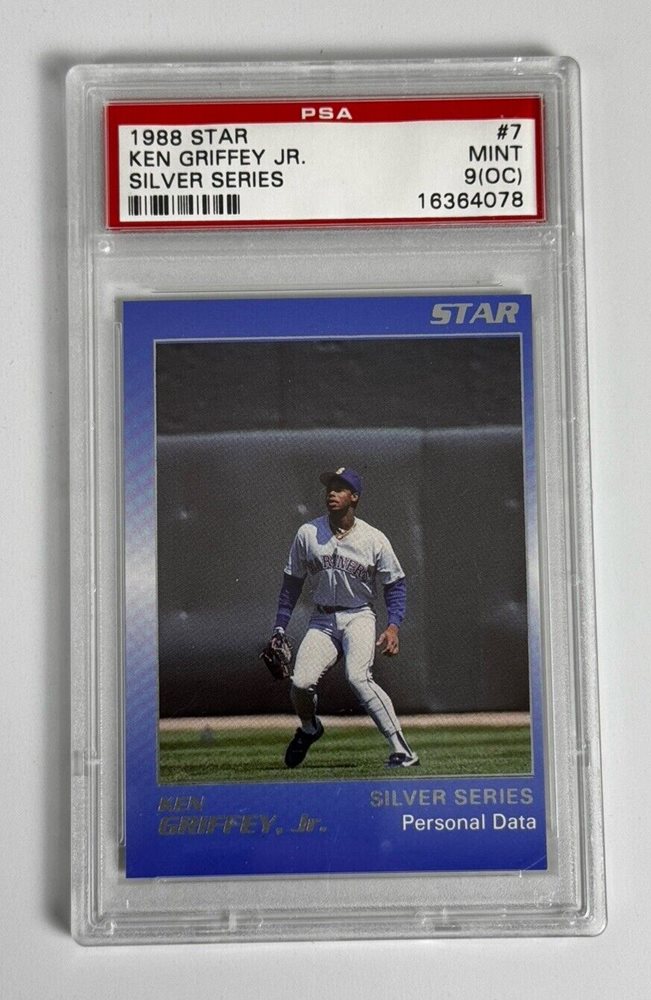 PSA
1988 STAR #7
KEN GRIFFEY JR. MINT
SILVER SERIES 9(OC)
16364078
STAR
MARINERS
KEN
GRIFFEY, Jr.
SILVER SERIES
Personal Data